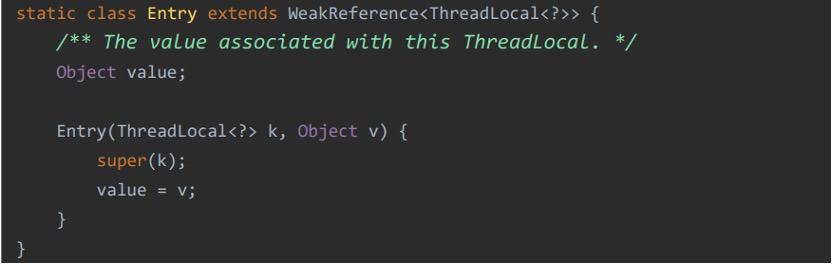 static class Entry extends WeakReference<ThreadLocal<?>> {
    /** The value associated with this ThreadLocal. */
    Object value;

    Entry(ThreadLocal<?> k, Object v) {
        super(k);
        value = v;
    }
}